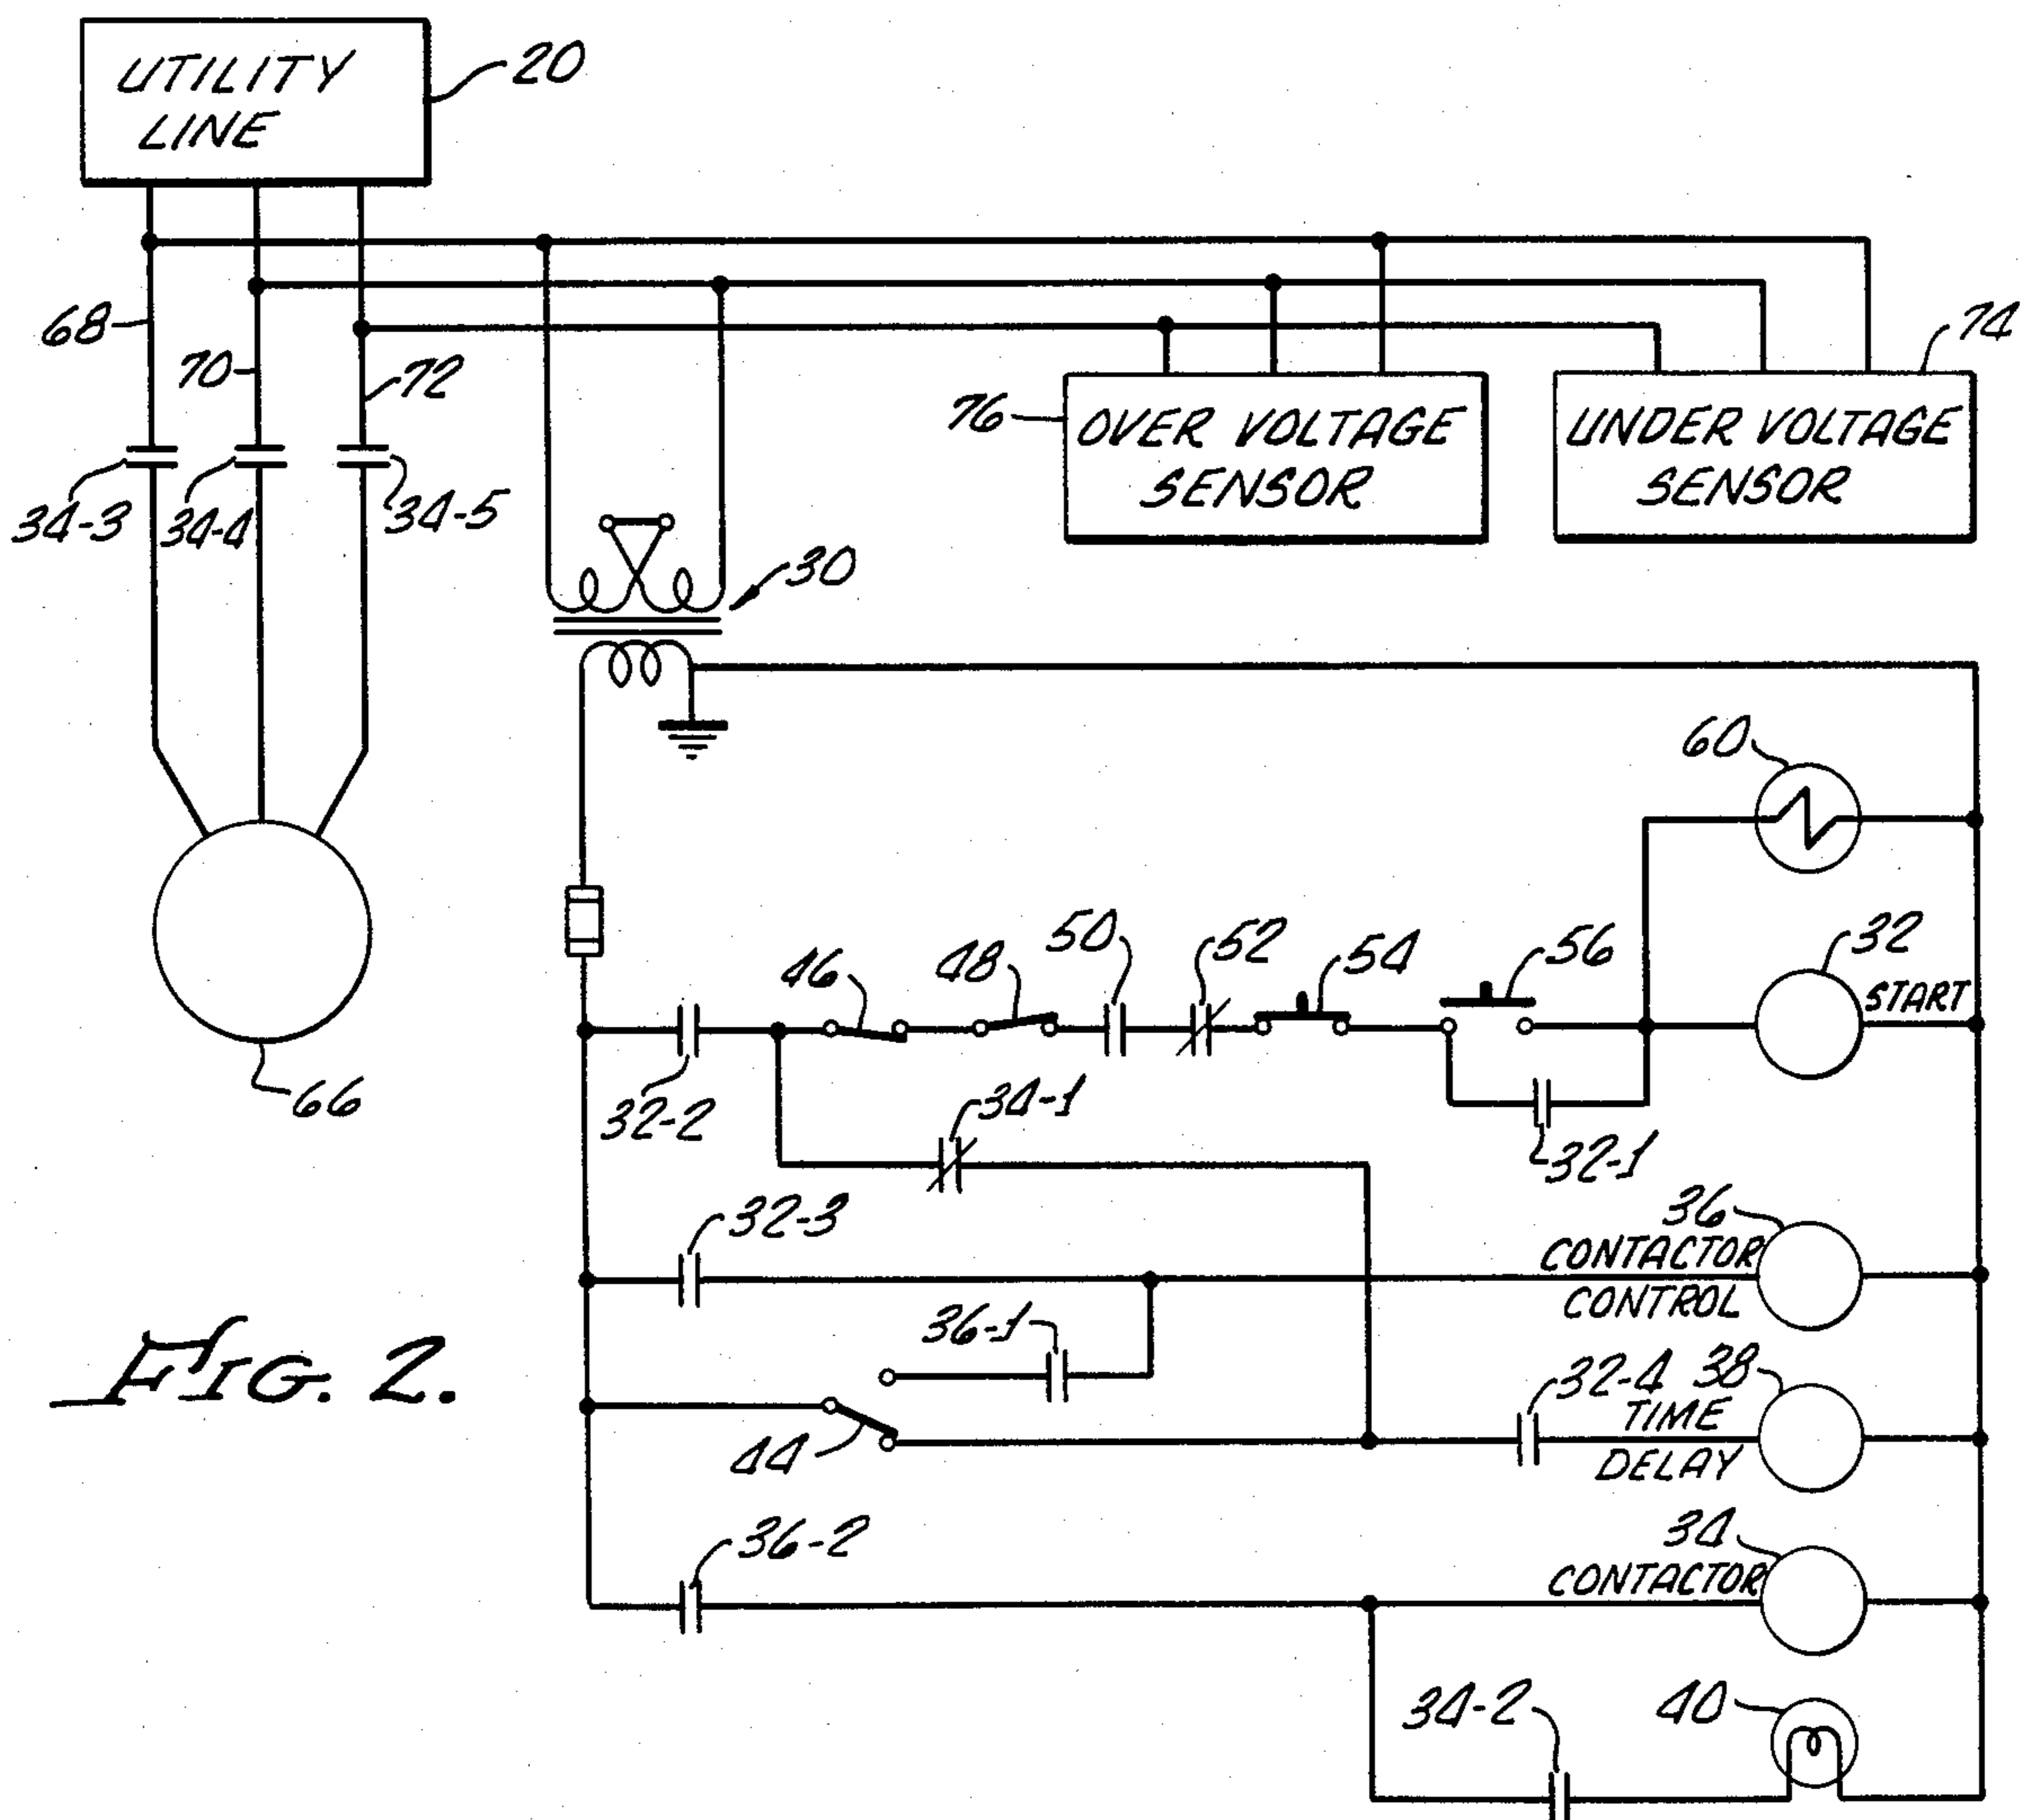 UTILITY
LINE
20
68
70
72
74
76
OVER VOLTAGE
SENSOR
UNDER VOLTAGE
SENSOR
34-3
34-4
34-5
30
60
32
START
46
48
50
52
54
56
66
32-2
34-1
32-1
32-3
36
CONTACTOR
CONTROL
36-1
32-4
38
TIME
DELAY
44
FIG. 2.
36-2
34
CONTACTOR
34-2
40